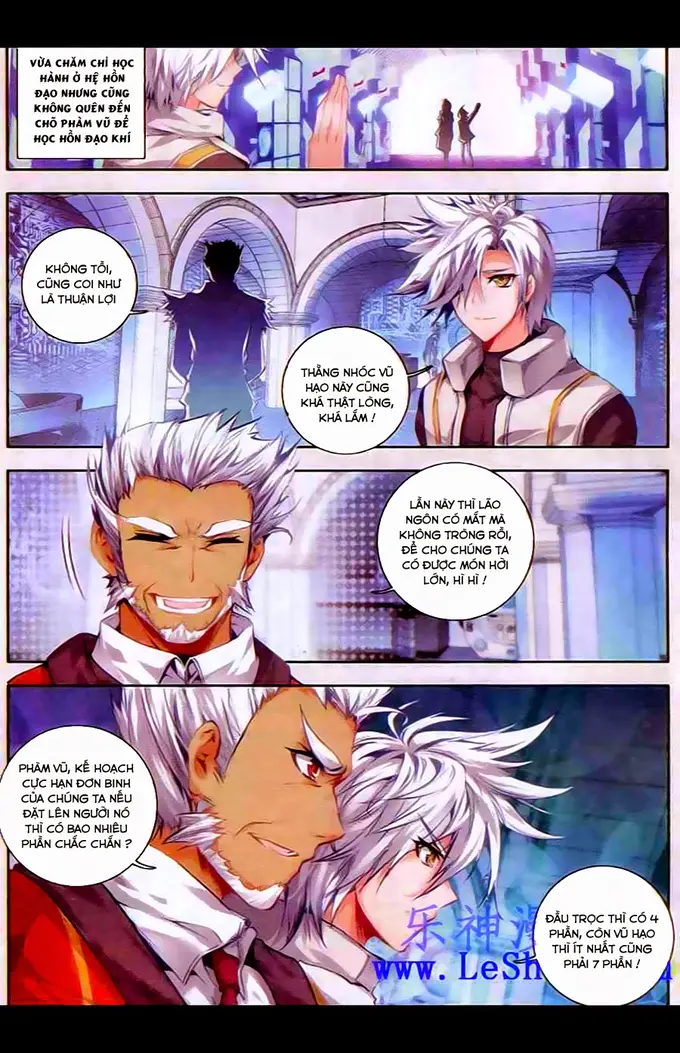 VỪA CHĂM CHỈ HỌC
HÀNH Ở HỆ HỒN
ĐẠO NHƯNG CŨNG
KHÔNG QUÊN ĐẾN
CHỖ PHÀM VŨ ĐỂ
HỌC HỒN ĐẠO KHÍ
KHÔNG TỒI,
CŨNG COI NHƯ
LÀ THUẬN LỢI
THẰNG NHÓC VŨ
HẠO NÀY CŨNG
KHÁ THẬT LÒNG,
KHÁ LẮM !
LẦN NÀY THÌ LÃO
NGÔN CÓ MẮT MÀ
KHÔNG TRÒNG RỒI,
ĐỂ CHO CHÚNG TA
CÓ ĐƯỢC MÓN HỜI
LỚN, HÌ HÌ !
PHÀM VŨ, KẾ HOẠCH
CỰC HẠN ĐƠN BINH
CỦA CHÚNG TA NẾU
ĐẶT LÊN NGƯỜI NÓ
THÌ CÓ BAO NHIÊU
PHẦN CHẮC CHẮN ?
ĐẦU TRỌC THÌ CÓ 4
PHẦN, CÒN VŨ HẠO
THÌ ÍT NHẤT CŨNG
PHẢI 7 PHẦN !
乐神漫
www.LeSh